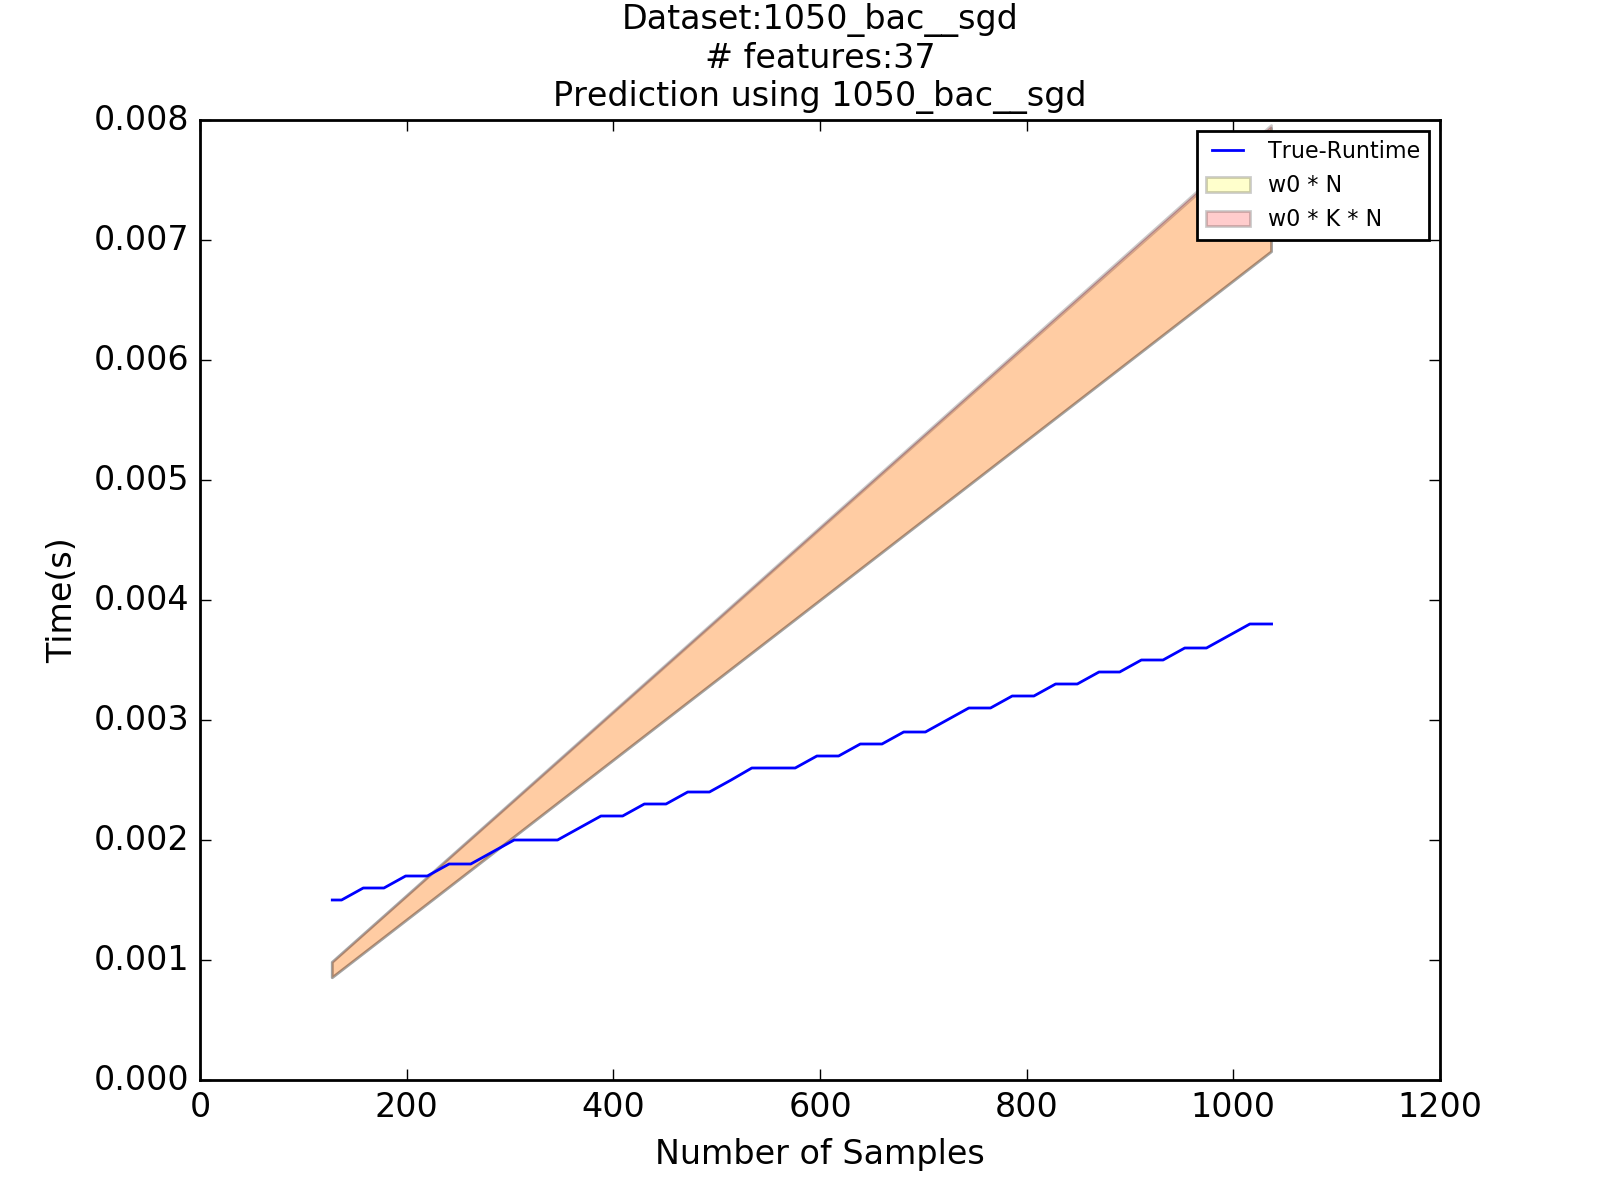 Dataset:1050_bac__sgd
# features:37
Prediction using 1050_bac__sgd
0.008
0.007
0.006
0.005
0.004
0.003
0.002
0.001
0.000
Time(s)
True-Runtime
w0 * N
w0 * K * N
0 200 400 600 800 1000 1200
Number of Samples